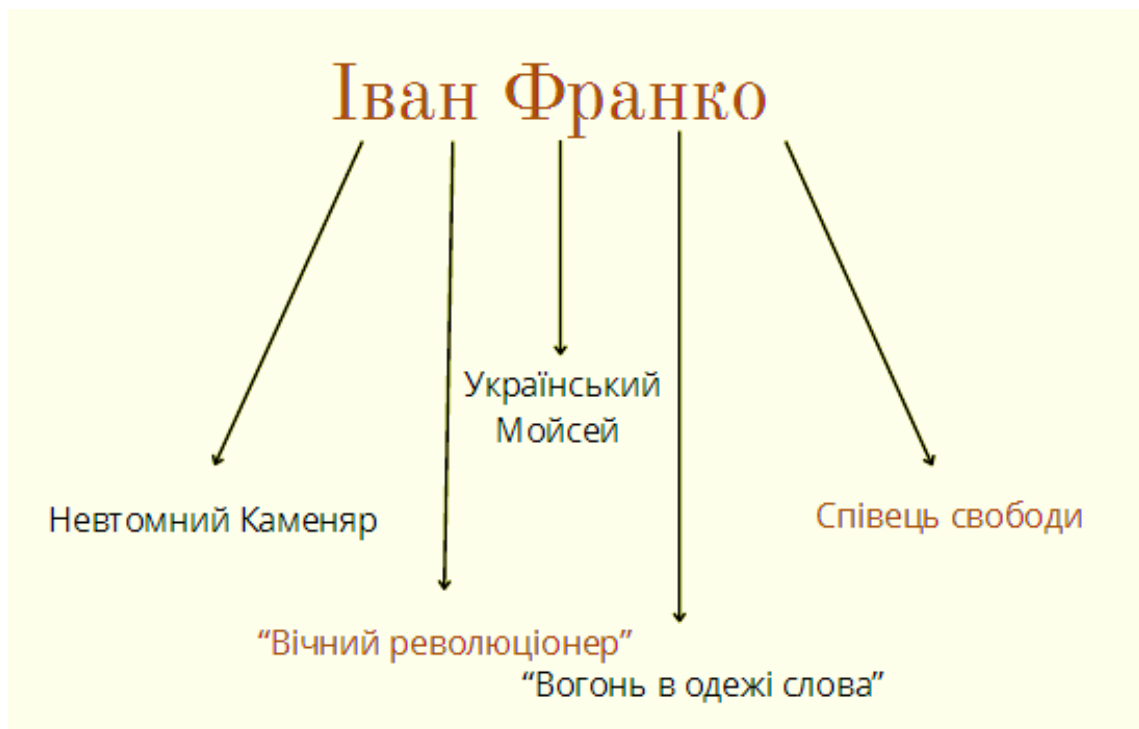 Іван Франко
Український
Мойсей
Невтомний Каменяр
Співець свободи
“Вічний революціонер”
“Вогонь в одежі слова”